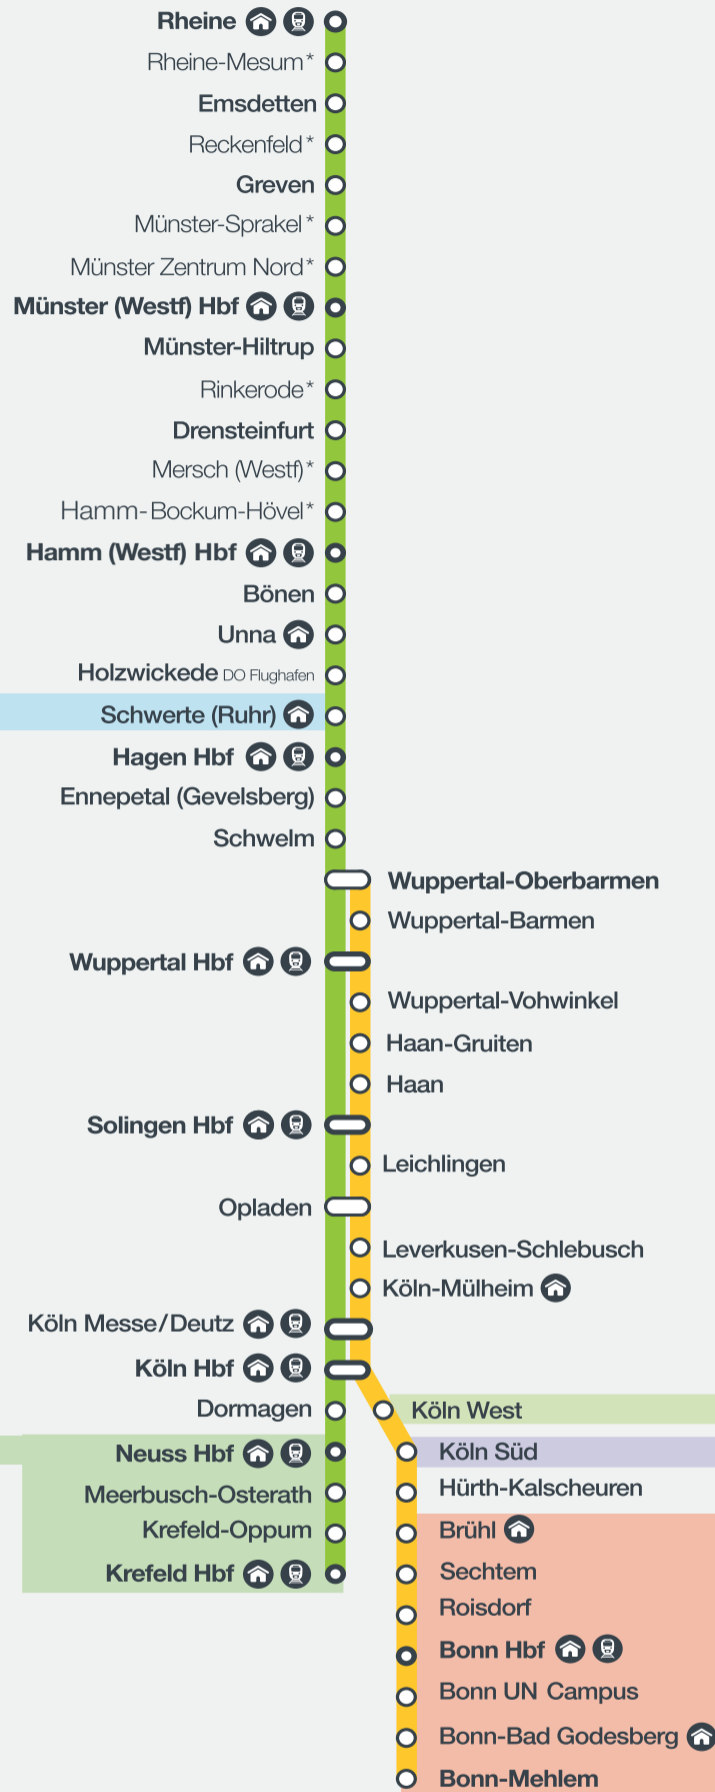 Rheine
Rheine-Mesum*
Emsdetten
Reckenfeld*
Greven
Münster-Sprakel*
Münster Zentrum Nord*
Münster (Westf) Hbf
Münster-Hiltrup
Rinkerode*
Drensteinfurt
Mersch (Westf)*
Hamm-Bockum-Hövel*
Hamm (Westf) Hbf
Bönen
Unna
Holzwickede DO Flughafen
Schwerte (Ruhr)
Hagen Hbf
Ennepetal (Gevelsberg)
Schwelm
Wuppertal-Oberbarmen
Wuppertal-Barmen
Wuppertal Hbf
Wuppertal-Vohwinkel
Haan-Gruiten
Haan
Solingen Hbf
Leichlingen
Opladen
Leverkusen-Schlebusch
Köln-Mülheim
Köln Messe/Deutz
Köln Hbf
Dormagen
Köln West
Neuss Hbf
Köln Süd
Meerbusch-Osterath
Hürth-Kalscheuren
Krefeld-Oppum
Brühl
Krefeld Hbf
Sechtem
Roisdorf
Bonn Hbf
Bonn UN Campus
Bonn-Bad Godesberg
Bonn-Mehlem